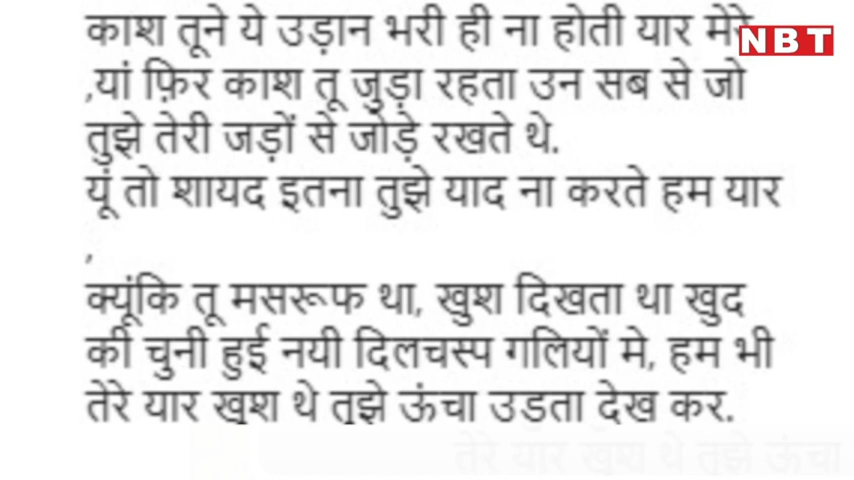 काश तूने ये उड़ान भरी ही ना होती यार मेरे
NBT
,यां फ़िर काश तू जुड़ा रहता उन सब से जो
तुझे तेरी जड़ों से जोड़े रखते थे.
यूं तो शायद इतना तुझे याद ना करते हम यार
,
क्यूंकि तू मसरूफ था, खुश दिखता था खुद
की चुनी हुई नयी दिलचस्प गलियों मे, हम भी
तेरे यार खुश थे तुझे ऊंचा उडता देख कर.
तेरे यार खुश थे तुझे ऊंचा